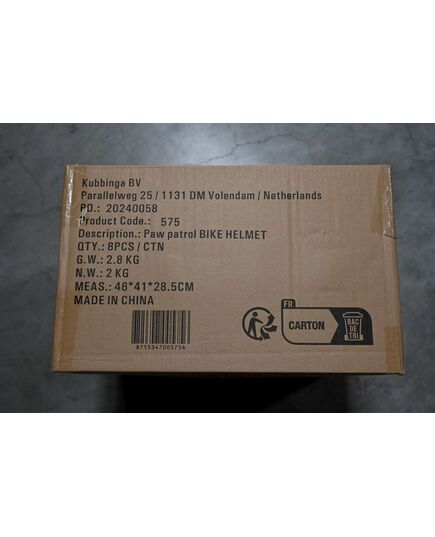 Kubbinga BV
Parallelweg 25 / 1131 DM Volendam / Netherlands
PO.: 20240058
Product Code.: 575
Description.: Paw patrol BIKE HELMET
QTY.: 8PCS / CTN
G.W.: 2.8 KG
N.W.: 2 KG
MEAS.: 46*41*28.5CM
MADE IN CHINA
8715347005756
FR
CARTON
BAC
DE
TRI